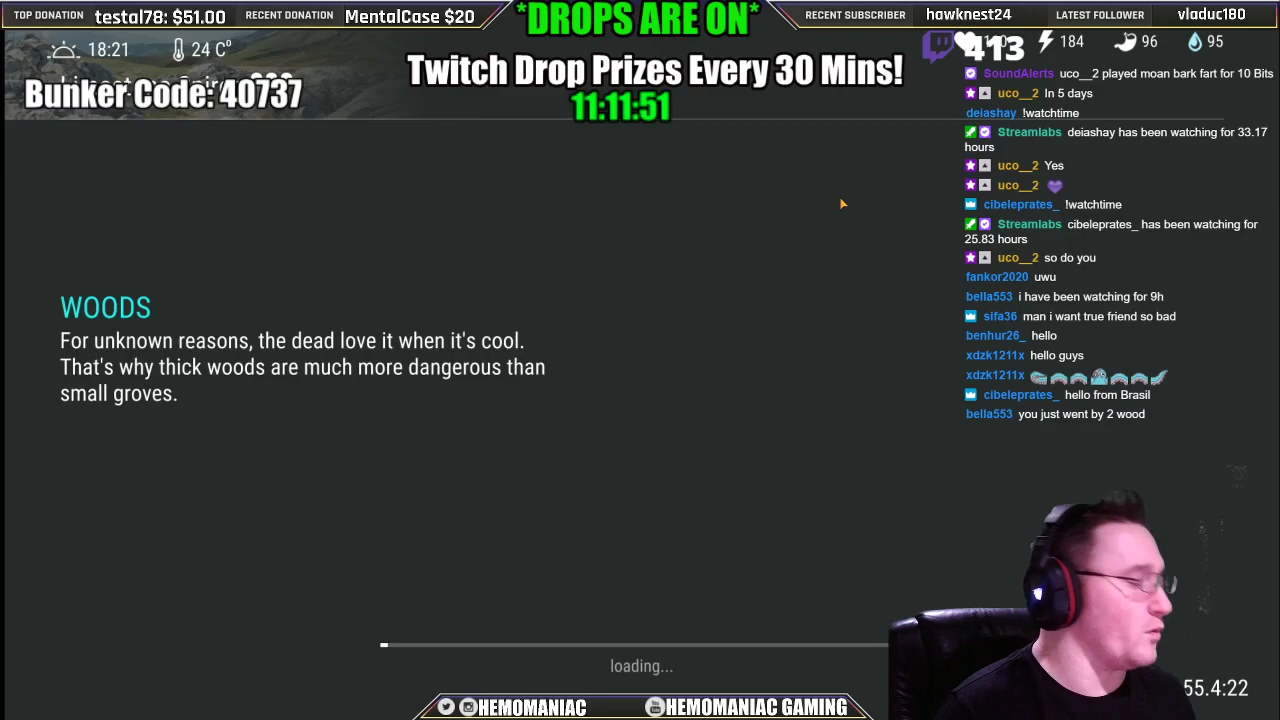 TOP DONATION testal78: $51.00 RECENT DONATION MentalCase $20
*DROPS ARE ON*
RECENT SUBSCRIBER hawknest24 LATEST FOLLOWER vladuc180
18:21 24 C°
Bunker Code: 40737
Twitch Drop Prizes Every 30 Mins!
11:11:51
413 184 96 95
SoundAlerts uco__2 played moan bark fart for 10 Bits
uco__2 In 5 days
deiashay !watchtime
Streamlabs deiashay has been watching for 33.17
hours
uco__2 Yes
uco__2
cibeleprates_ !watchtime
Streamlabs cibeleprates_ has been watching for
25.83 hours
uco__2 so do you
fankor2020 uwu
bella553 i have been watching for 9h
sifa36 man i want true friend so bad
benhur26_ hello
xdzk1211x hello guys
xdzk1211x
cibeleprates_ hello from Brasil
bella553 you just went by 2 wood
WOODS
For unknown reasons, the dead love it when it's cool.
That's why thick woods are much more dangerous than
small groves.
loading...
55.4:22
HEMOMANIAC HEMOMANIAC GAMING